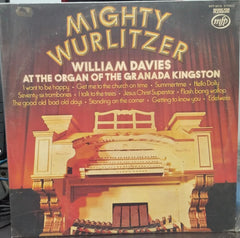 MIGHTY
WURLITZER
mfp
WILLIAM DAVIES
AT THE ORGAN OF THE GRANADA KINGSTON
I want to be happy · Get me to the church on time · Summertime · Hello Dolly
Seventy six trombones · I talk to the trees · Jesus Christ Superstar · Flash bang wallop
The good old bad old days · Standing on the corner · Getting to know you · Edelweiss